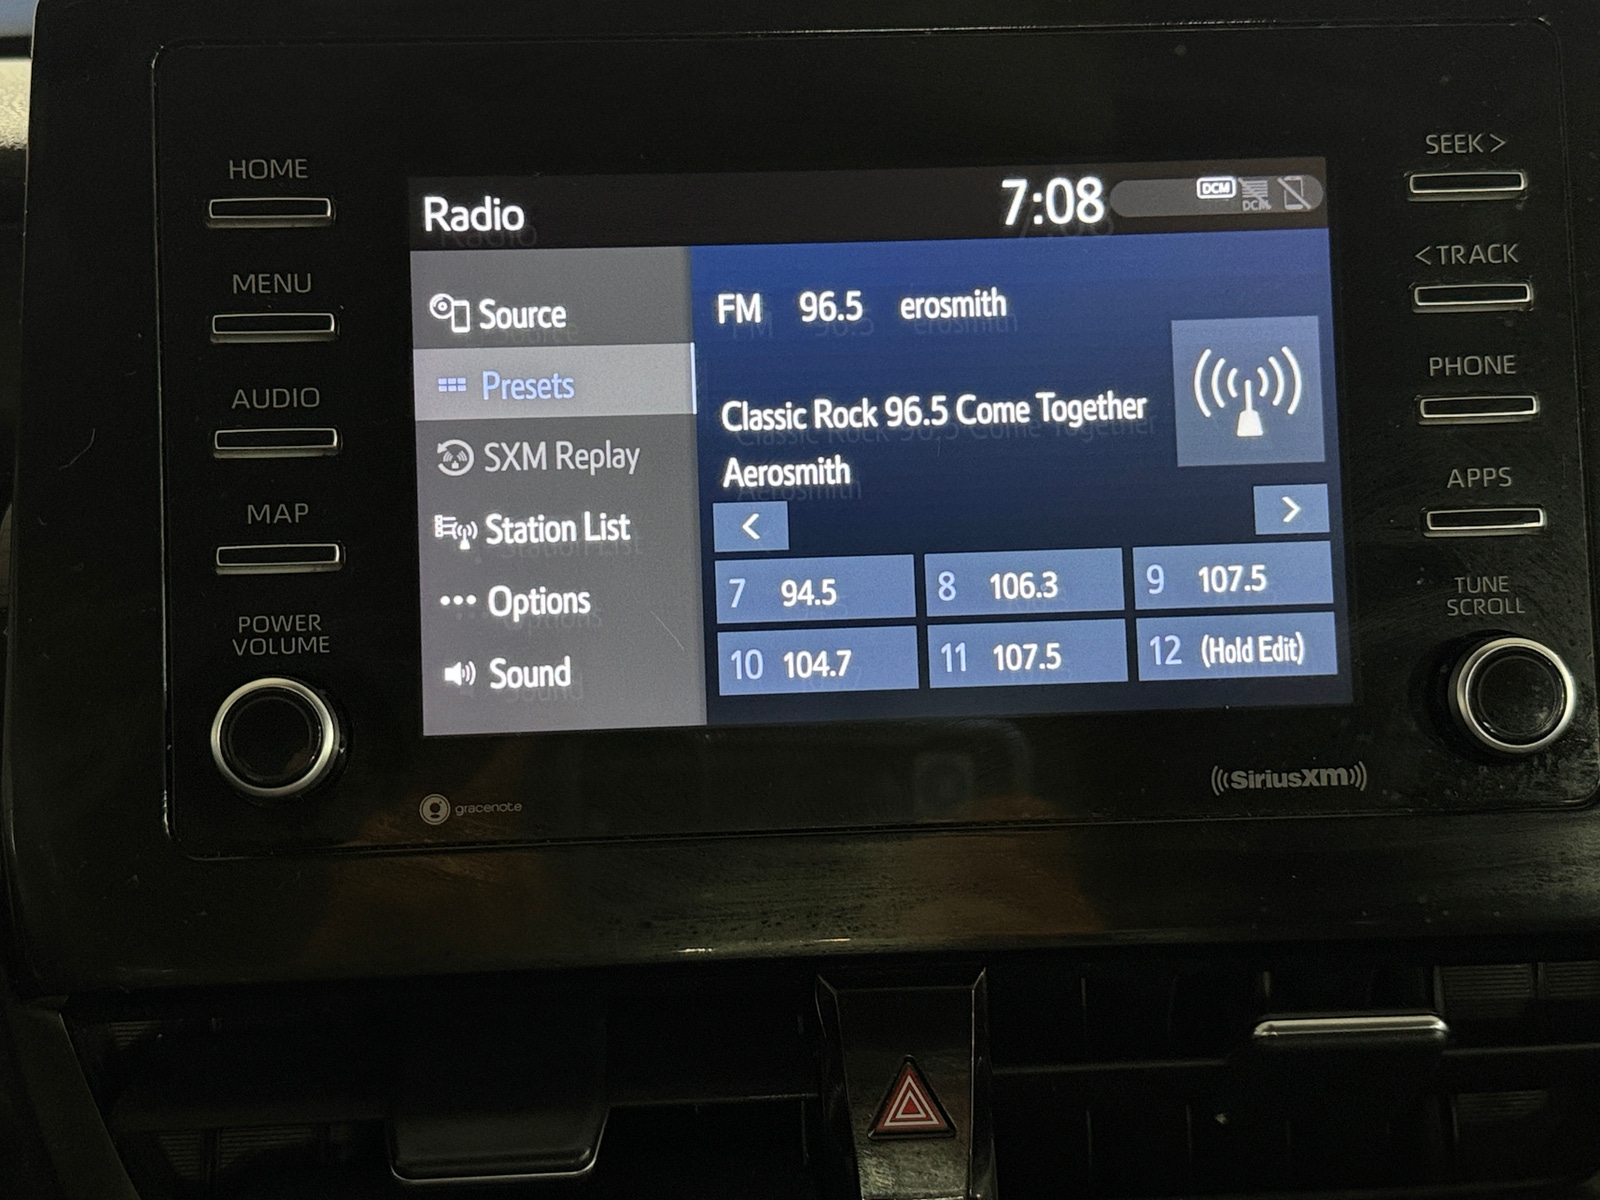 HOME
MENU
AUDIO
MAP
POWER
VOLUME
Radio
7:08
DCM
DCM
Source
Presets
SXM Replay
Station List
Options
Sound
FM 96.5 erosmith
Classic Rock 96.5 Come Together
Aerosmith
<
>
7 94.5
8 106.3
9 107.5
10 104.7
11 107.5
12 (Hold Edit)
SEEK >
< TRACK
PHONE
APPS
TUNE
SCROLL
gracenote
((SiriusXM))